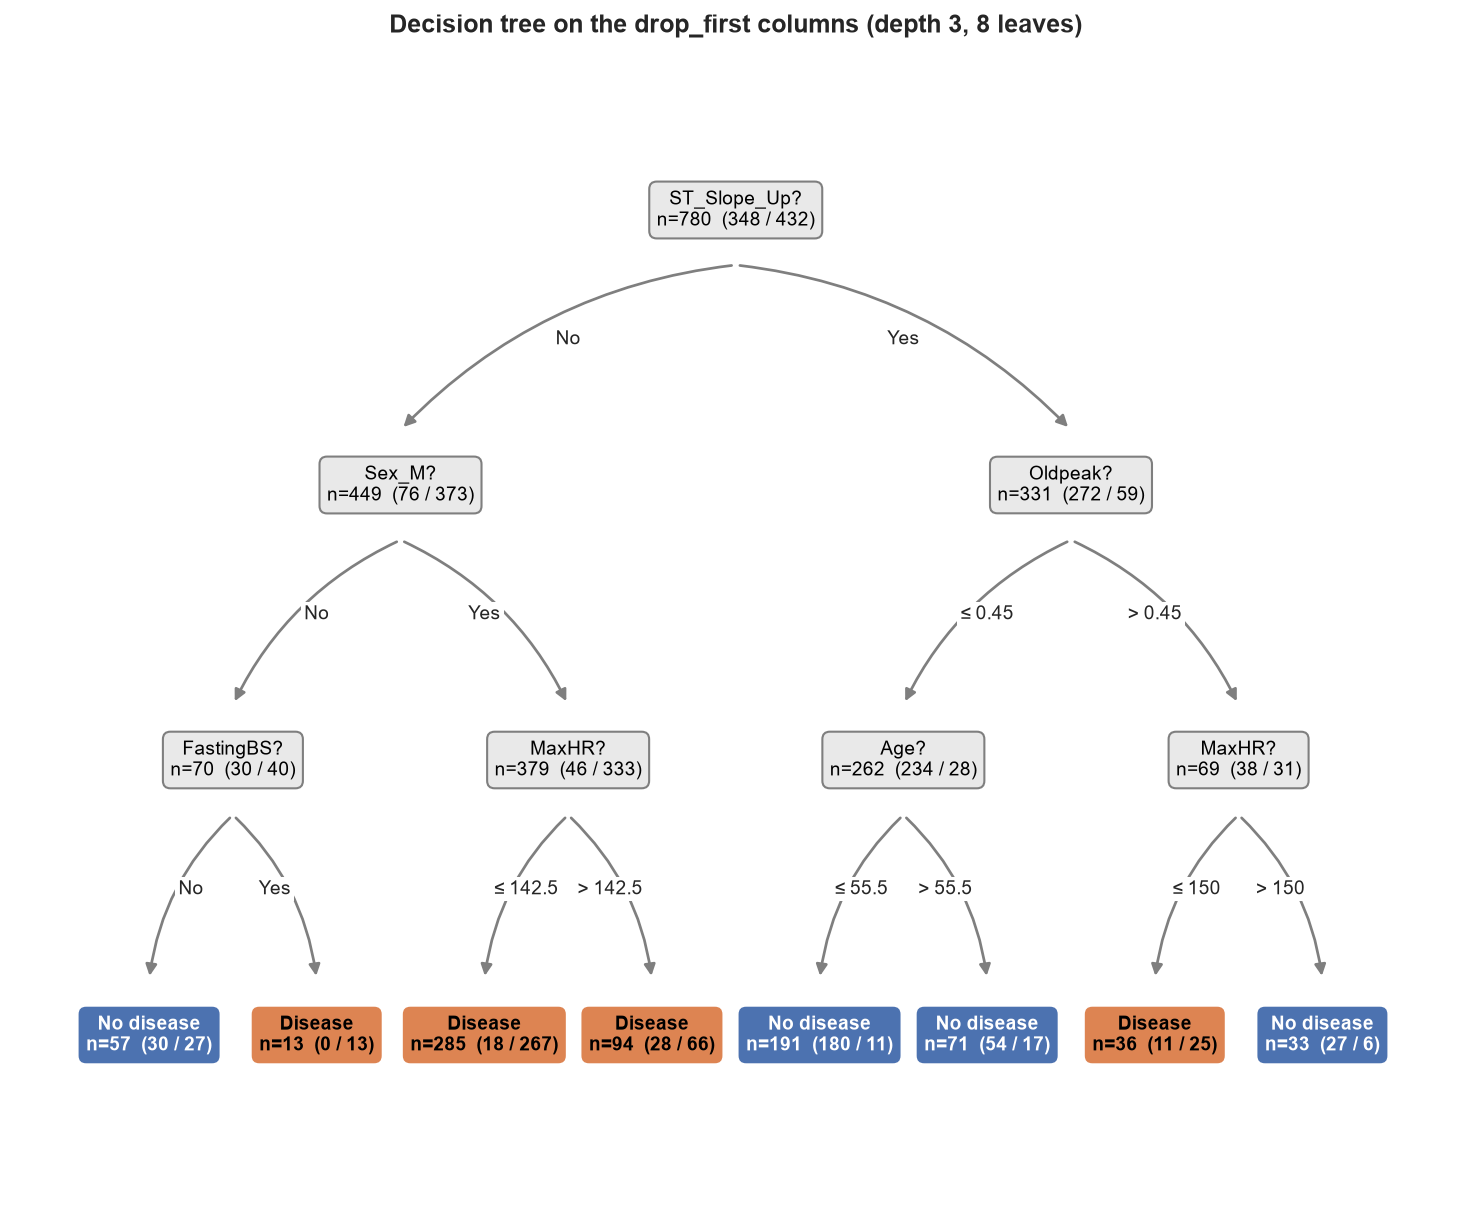 Decision tree on the drop_first columns (depth 3, 8 leaves)
ST_Slope_Up?
n=780  (348 / 432)
No
Yes
Sex_M?
n=449  (76 / 373)
Oldpeak?
n=331  (272 / 59)
No
Yes
≤ 0.45
> 0.45
FastingBS?
n=70  (30 / 40)
MaxHR?
n=379  (46 / 333)
Age?
n=262  (234 / 28)
MaxHR?
n=69  (38 / 31)
No
Yes
≤ 142.5
> 142.5
≤ 55.5
> 55.5
≤ 150
> 150
No disease
n=57  (30 / 27)
Disease
n=13  (0 / 13)
Disease
n=285  (18 / 267)
Disease
n=94  (28 / 66)
No disease
n=191  (180 / 11)
No disease
n=71  (54 / 17)
Disease
n=36  (11 / 25)
No disease
n=33  (27 / 6)